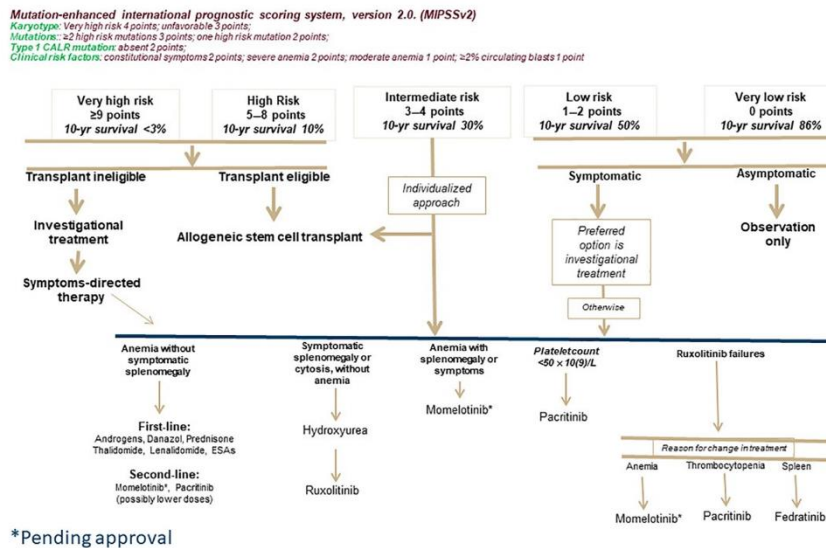 Mutation-enhanced international prognostic scoring system, version 2.0. (MIPSSv2)
Karyotype: Very high risk 4 points; unfavorable 3 points;
Mutations:: ≥2 high risk mutations 3 points; one high risk mutation 2 points;
Type 1 CALR mutation: absent 2 points;
Clinical risk factors: constitutional symptoms 2 points; severe anemia 2 points; moderate anemia 1 point; ≥2% circulating blasts 1 point
Very high risk
≥9 points
10-yr survival <3%
High Risk
5–8 points
10-yr survival 10%
Intermediate risk
3–4 points
10-yr survival 30%
Low risk
1–2 points
10-yr survival 50%
Very low risk
0 points
10-yr survival 86%
Transplant ineligible
Transplant eligible
Individualized
approach
Symptomatic
Asymptomatic
Investigational
treatment
Allogeneic stem cell transplant
Preferred
option is
investigational
treatment
Observation
only
Symptoms-directed
therapy
Otherwise
Anemia without
symptomatic
splenomegaly
Symptomatic
splenomegaly or
cytosis, without
anemia
Anemia with
splenomegaly or
symptoms
Plateletcount
<50 x 10(9)/L
Ruxolitinib failures
First-line:
Androgens, Danazol, Prednisone
Thalidomide, Lenalidomide, ESAs
Second-line:
Momelotinib*, Pacritinib
(possibly lower doses)
Hydroxyurea
Ruxolitinib
Momelotinib*
Pacritinib
Reason for change in treatment
Anemia
Thrombocytopenia
Spleen
Momelotinib*
Pacritinib
Fedratinib
*Pending approval